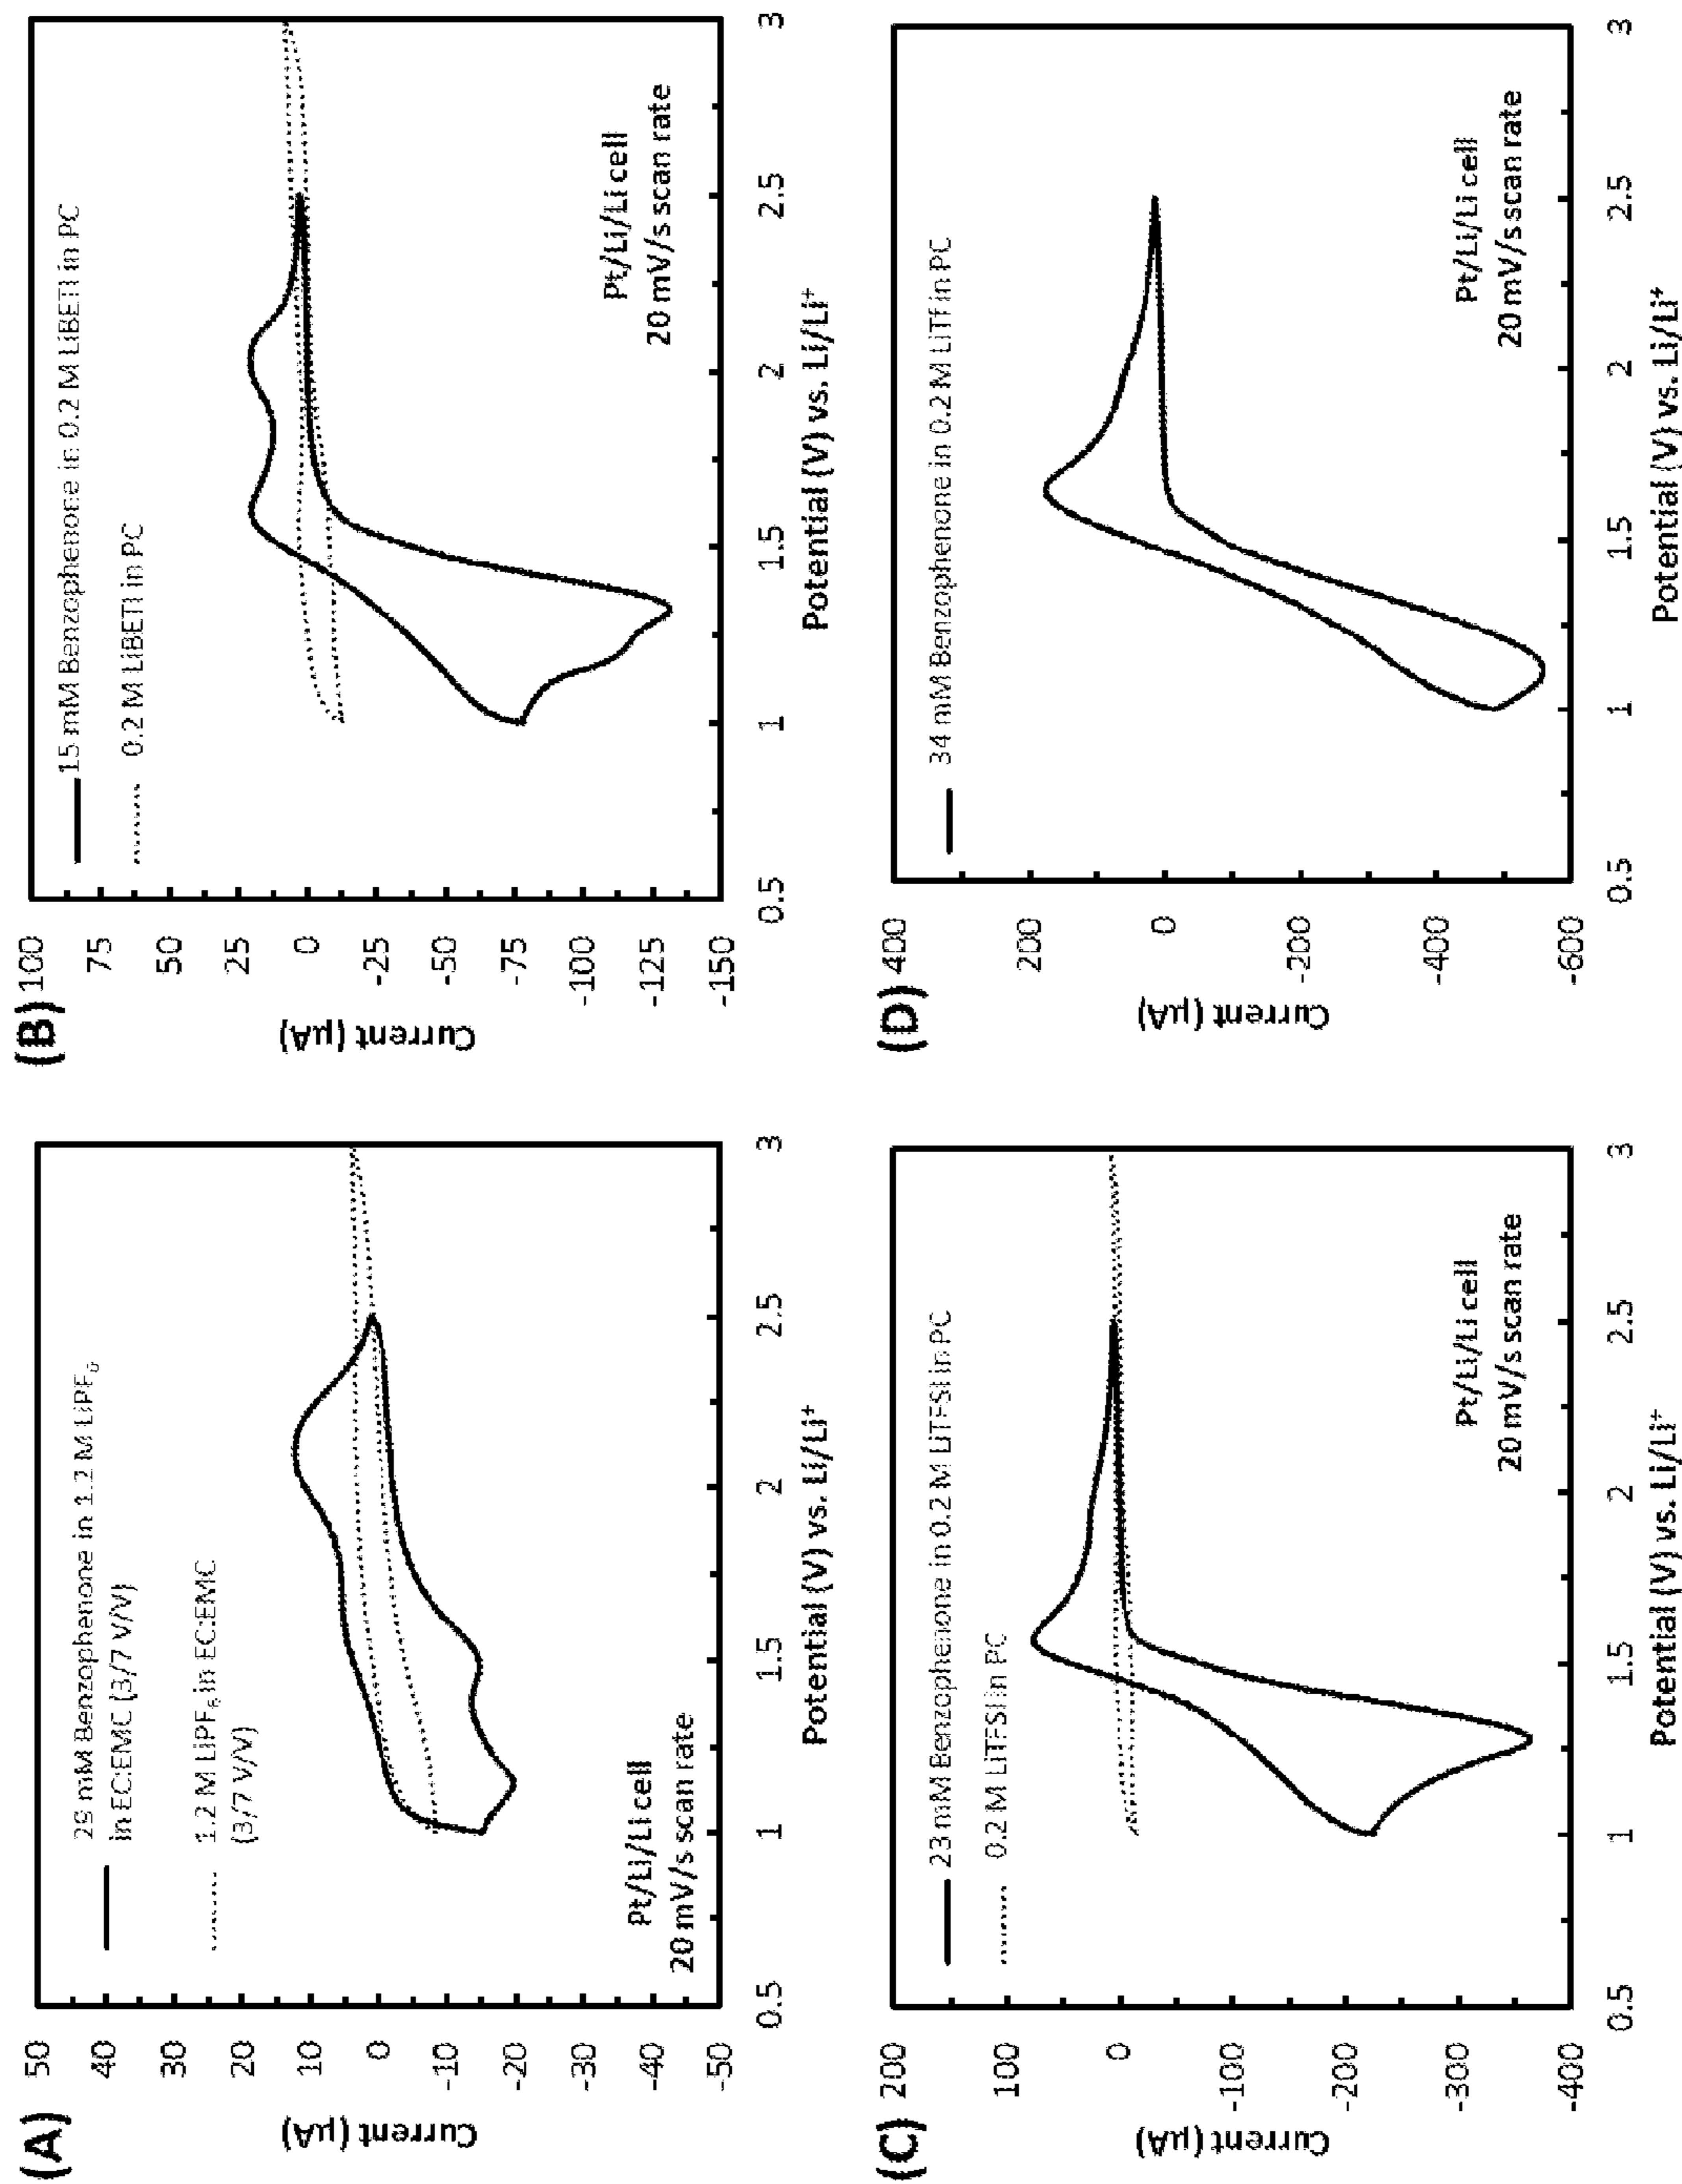 (A)
50
40
30
20
10
0
-10
-20
-30
-40
-50
Current (µA)
29 mM Benzophenone in 1.2 M LiPF₆
in EC:EMC (3/7 V/V)
1.2 M LiPF₆ in EC:EMC
(3/7 V/V)
Pt/Li/Li cell
20 mV/s scan rate
0.5
1
1.5
2
2.5
3
Potential (V) vs. Li/Li⁺
(B)
100
75
50
25
0
-25
-50
-75
-100
-125
-150
Current (µA)
15 mM Benzophenone in 0.2 M LiBETI in PC
0.2 M LiBETI in PC
Pt/Li/Li cell
20 mV/s scan rate
0.5
1
1.5
2
2.5
3
Potential (V) vs. Li/Li⁺
(C)
200
100
0
-100
-200
-300
-400
Current (µA)
23 mM Benzophenone in 0.2 M LiTFSI in PC
0.2 M LiTFSI in PC
Pt/Li/Li cell
20 mV/s scan rate
0.5
1
1.5
2
2.5
3
Potential (V) vs. Li/Li⁺
(D)
400
200
0
-200
-400
-600
Current (µA)
34 mM Benzophenone in 0.2 M LiTf in PC
Pt/Li/Li cell
20 mV/s scan rate
0.5
1
1.5
2
2.5
3
Potential (V) vs. Li/Li⁺